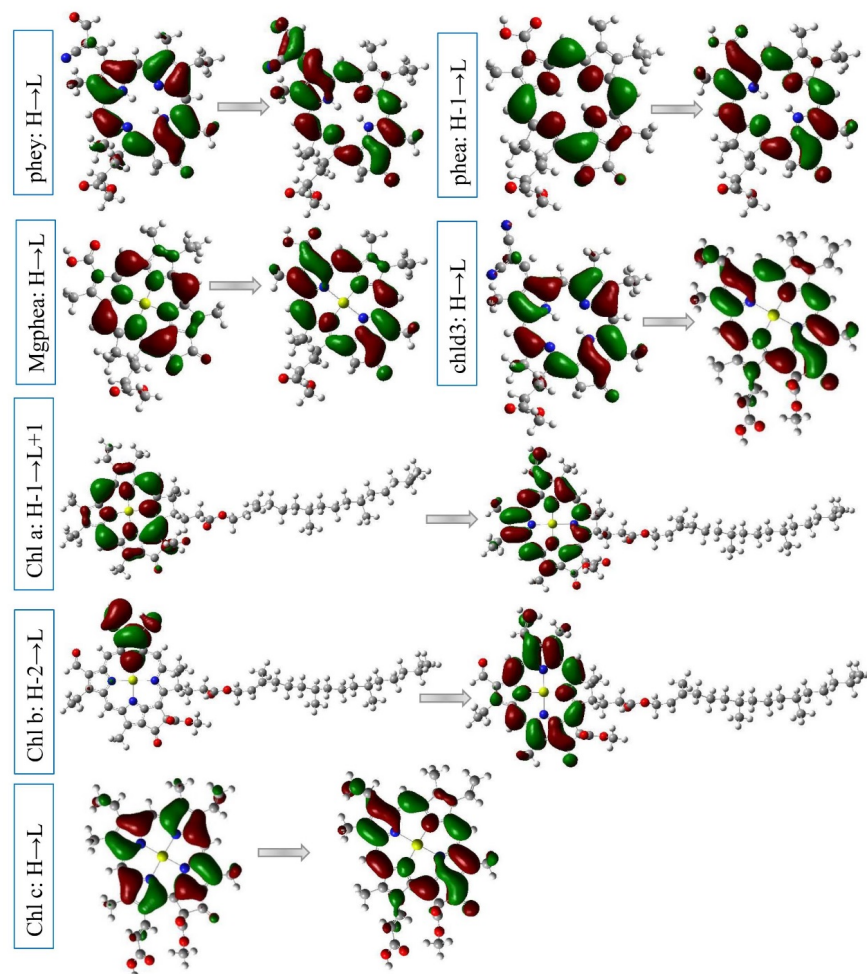 phey: H→L
phea: H-1→L
Mgphea: H→L
chld3: H→L
Chl a: H-1→L+1
Chl b: H-2→L
Chl c: H→L